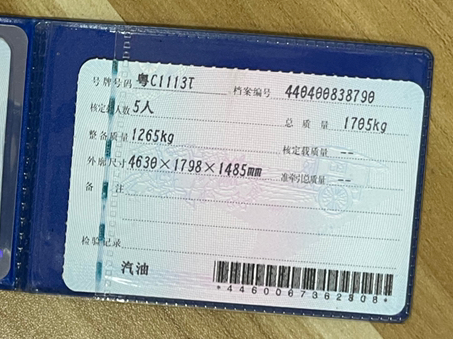 号牌号码 粤C1113T 档案编号 440400838790
核定载人数 5人 总质量 1705kg
整备质量 1265kg 核定载质量 --
外廓尺寸 4630×1798×1485mm 准牵引总质量 --
备注
检验记录
汽油
*4460067362808*